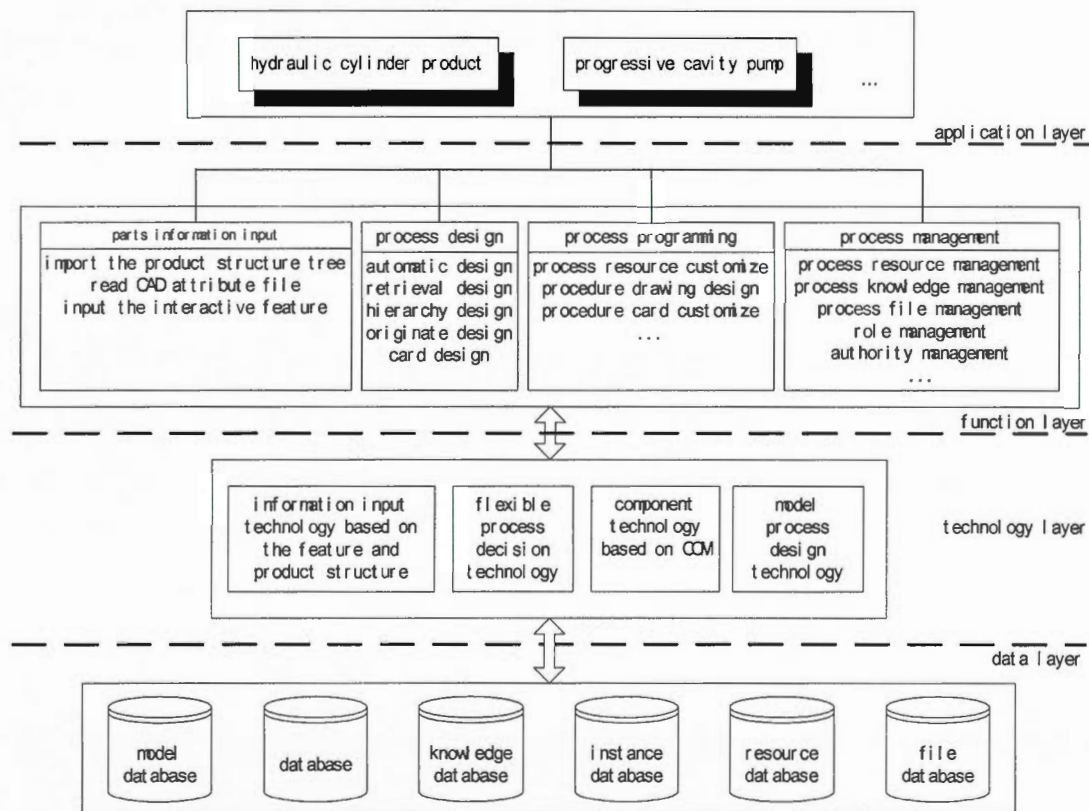 hydraulic cylinder product
progressive cavity pump
...
application layer
parts information input
import the product structure tree
read CAD attribute file
input the interactive feature
process design
automatic design
retrieval design
hierarchy design
originate design
card design
process programming
process resource customize
procedure drawing design
procedure card customize
...
process management
process resource management
process knowledge management
process file management
role management
authority management
...
function layer
information input
technology based on
the feature and
product structure
flexible
process
decision
technology
component
technology
based on COM
model
process
design
technology
technology layer
data layer
model
database
database
knowledge
database
instance
database
resource
database
file
database